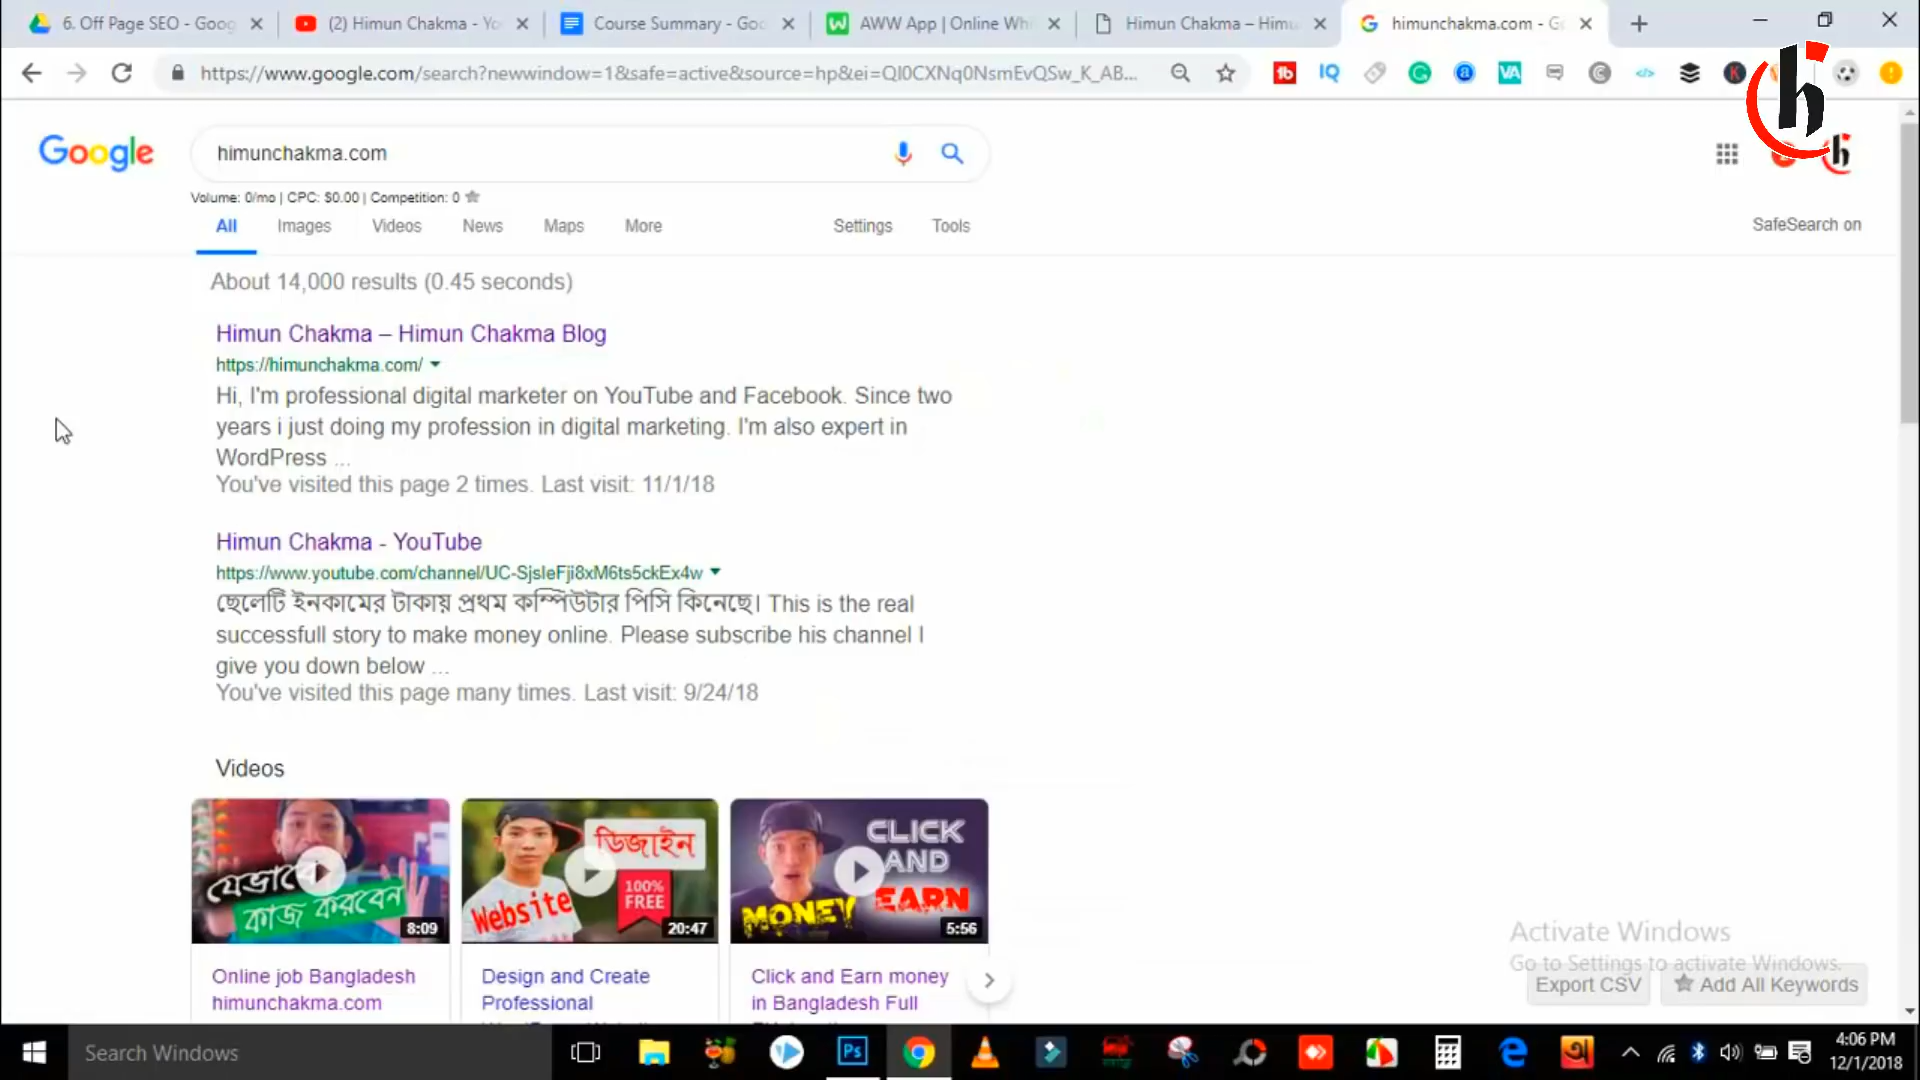 6. Off Page SEO - Goog
(2) Himun Chakma - Yo
Course Summary - Goo
AWW App | Online Whi
Himun Chakma – Himu
himunchakma.com - Go
https://www.google.com/search?newwindow=1&safe=active&source=hp&ei=QI0CXNq0NsmEvQSw_K_AB...
Google
himunchakma.com
Volume: 0/mo | CPC: $0.00 | Competition: 0
All Images Videos News Maps More Settings Tools
SafeSearch on
About 14,000 results (0.45 seconds)
Himun Chakma – Himun Chakma Blog
https://himunchakma.com/
Hi, I'm professional digital marketer on YouTube and Facebook. Since two
years i just doing my profession in digital marketing. I'm also expert in
WordPress ...
You've visited this page 2 times. Last visit: 11/1/18
Himun Chakma - YouTube
https://www.youtube.com/channel/UC-SjsIeFji8xM6ts5ckEx4w
ছেলেটি ইনকামের টাকায় প্রথম কম্পিউটার পিসি কিনেছে। This is the real
successfull story to make money online. Please subscribe his channel I
give you down below ...
You've visited this page many times. Last visit: 9/24/18
Videos
যেভাবে
কাজ করবেন
8:09
ডিজাইন
Website
100%
FREE
20:47
CLICK
AND
EARN
MONEY
5:56
Online job Bangladesh
himunchakma.com
Design and Create
Professional
Click and Earn money
in Bangladesh Full
Activate Windows
Go to Settings to activate Windows.
Export CSV
Add All Keywords
Search Windows
Ps
4:06 PM
12/1/2018